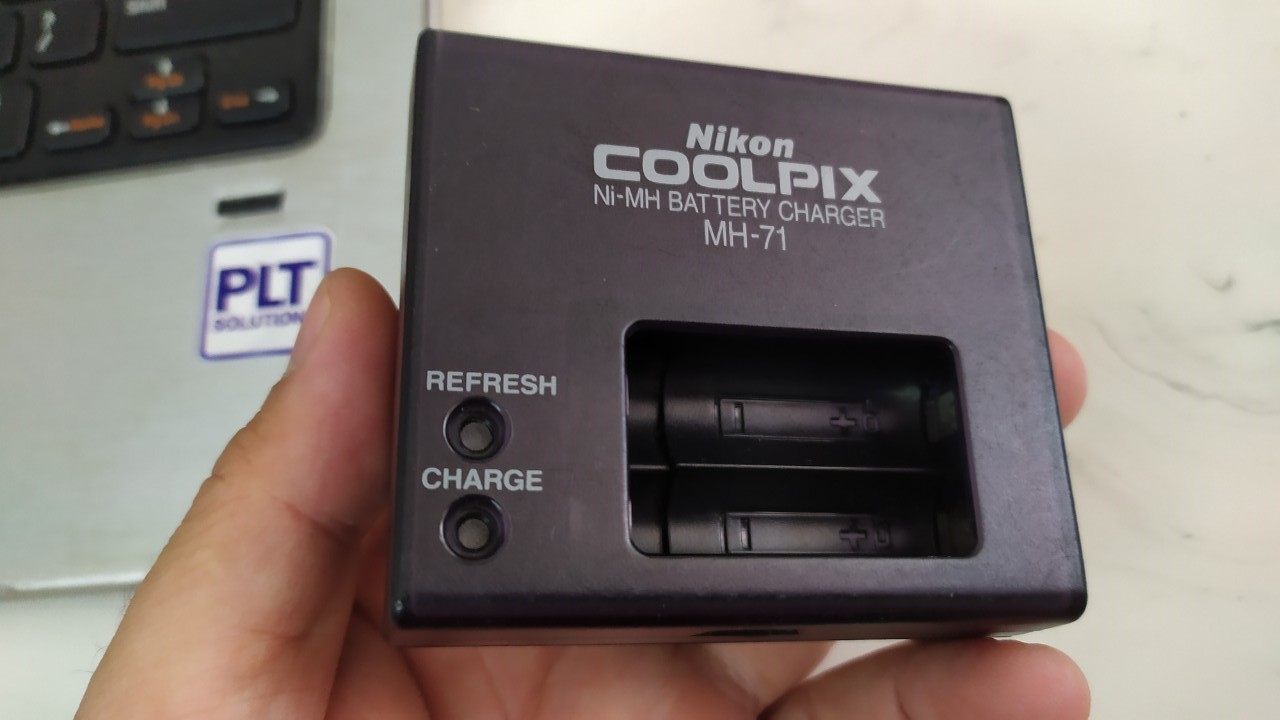 Nikon
COOLPIX
Ni-MH BATTERY CHARGER
MH-71
REFRESH
CHARGE
PLT
SOLUTION